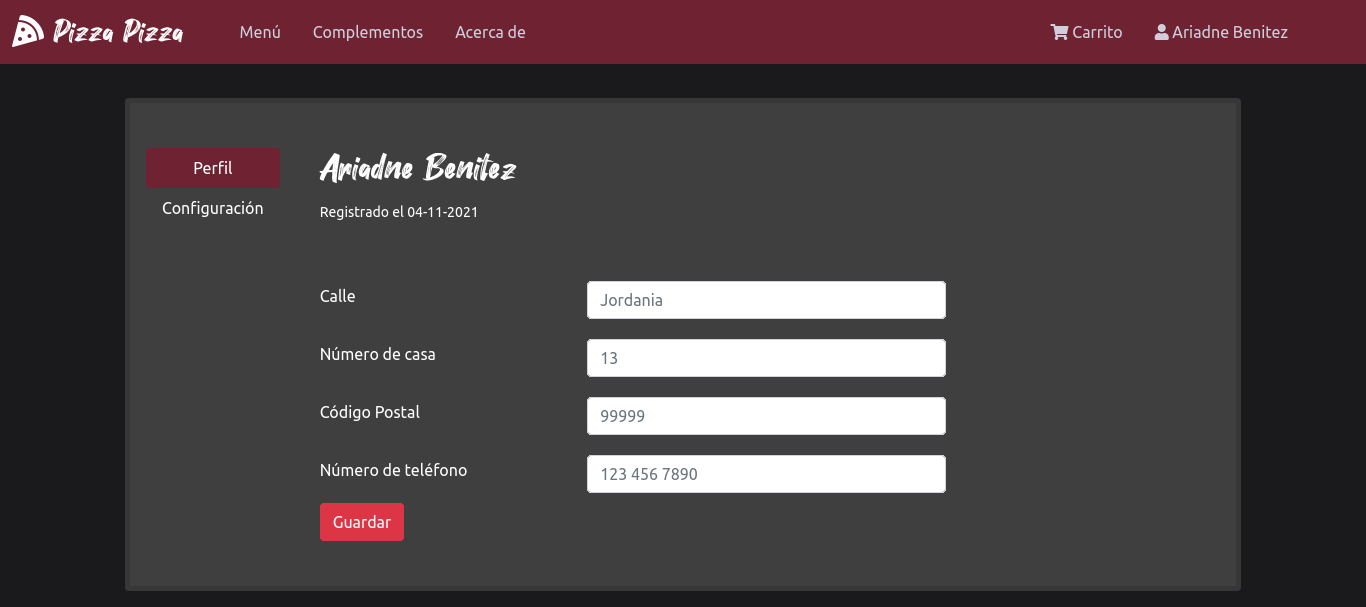 Pizza Pizza Menú Complementos Acerca de Carrito Ariadne Benitez
Perfil
Configuración
Ariadne Benitez
Registrado el 04-11-2021
Calle Jordania
Número de casa 13
Código Postal 99999
Número de teléfono 123 456 7890
Guardar